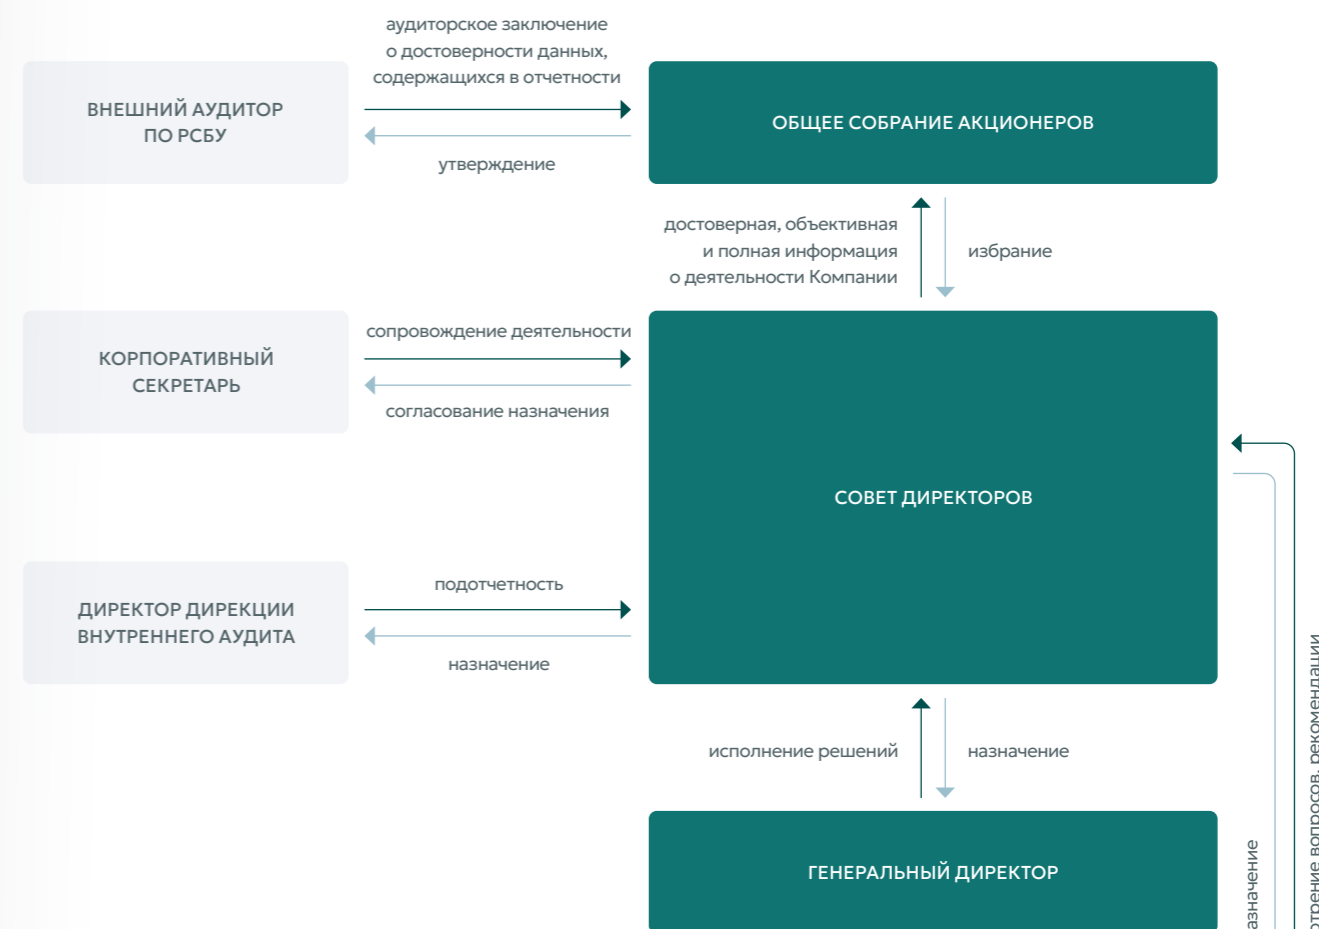 аудиторское заключение
о достоверности данных,
содержащихся в отчетности
ВНЕШНИЙ АУДИТОР
ПО РСБУ
утверждение
ОБЩЕЕ СОБРАНИЕ АКЦИОНЕРОВ
достоверная, объективная
и полная информация
о деятельности Компании
избрание
КОРПОРАТИВНЫЙ
СЕКРЕТАРЬ
сопровождение деятельности
согласование назначения
СОВЕТ ДИРЕКТОРОВ
ДИРЕКТОР ДИРЕКЦИИ
ВНУТРЕННЕГО АУДИТА
подотчетность
назначение
исполнение решений
назначение
ГЕНЕРАЛЬНЫЙ ДИРЕКТОР
вопросов, рекомендации